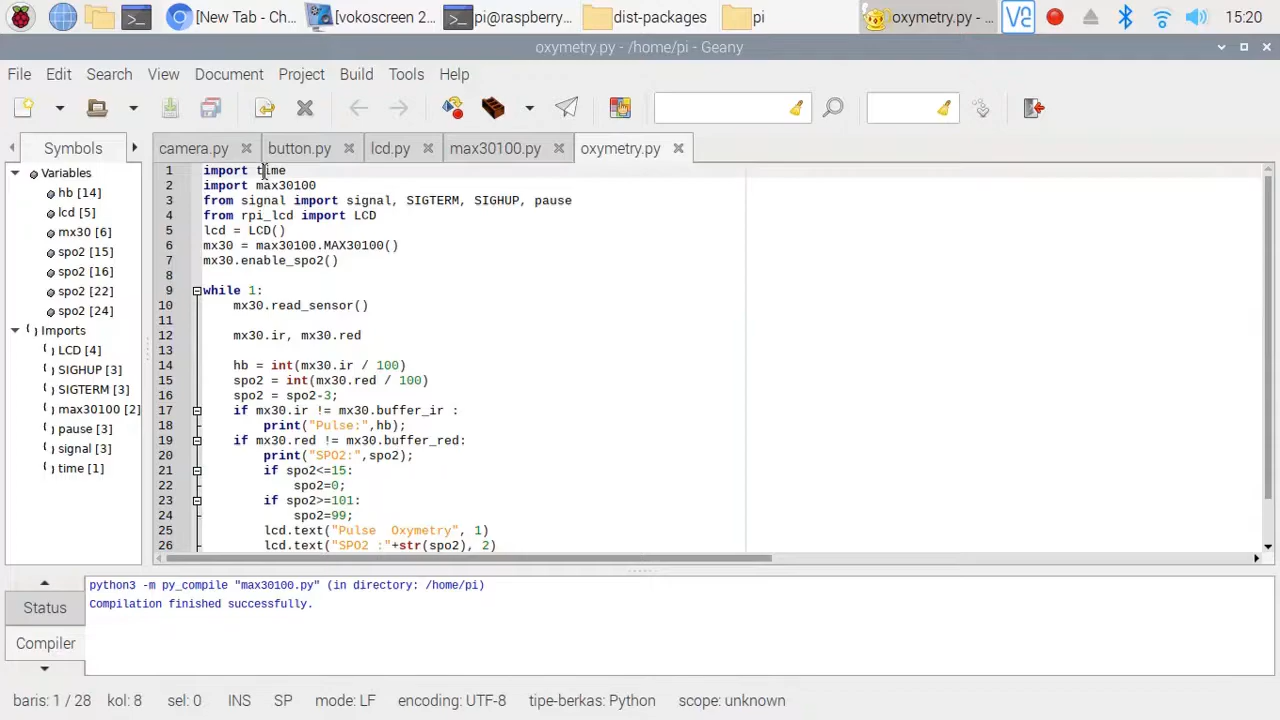 [New Tab - Ch...
[vokoscreen 2...
pi@raspberry...
dist-packages
pi
oxymetry.py - ...
V2
15:20
oxymetry.py - /home/pi - Geany
File Edit Search View Document Project Build Tools Help
Symbols
camera.py
button.py
lcd.py
max30100.py
oxymetry.py
Variables
hb [14]
lcd [5]
mx30 [6]
spo2 [15]
spo2 [16]
spo2 [22]
spo2 [24]
Imports
LCD [4]
SIGHUP [3]
SIGTERM [3]
max30100 [2]
pause [3]
signal [3]
time [1]
1 import time
2 import max30100
3 from signal import signal, SIGTERM, SIGHUP, pause
4 from rpi_lcd import LCD
5 lcd = LCD()
6 mx30 = max30100.MAX30100()
7 mx30.enable_spo2()
8
9 while 1:
10 mx30.read_sensor()
11
12 mx30.ir, mx30.red
13
14 hb = int(mx30.ir / 100)
15 spo2 = int(mx30.red / 100)
16 spo2 = spo2-3;
17 if mx30.ir != mx30.buffer_ir :
18 print("Pulse:",hb);
19 if mx30.red != mx30.buffer_red:
20 print("SPO2:",spo2);
21 if spo2<=15:
22 spo2=0;
23 if spo2>=101:
24 spo2=99;
25 lcd.text("Pulse  Oxymetry", 1)
26 lcd.text("SPO2 :"+str(spo2), 2)
Status
Compiler
python3 -m py_compile "max30100.py" (in directory: /home/pi)
Compilation finished successfully.
baris: 1 / 28 kol: 8 sel: 0 INS SP mode: LF encoding: UTF-8 tipe-berkas: Python scope: unknown